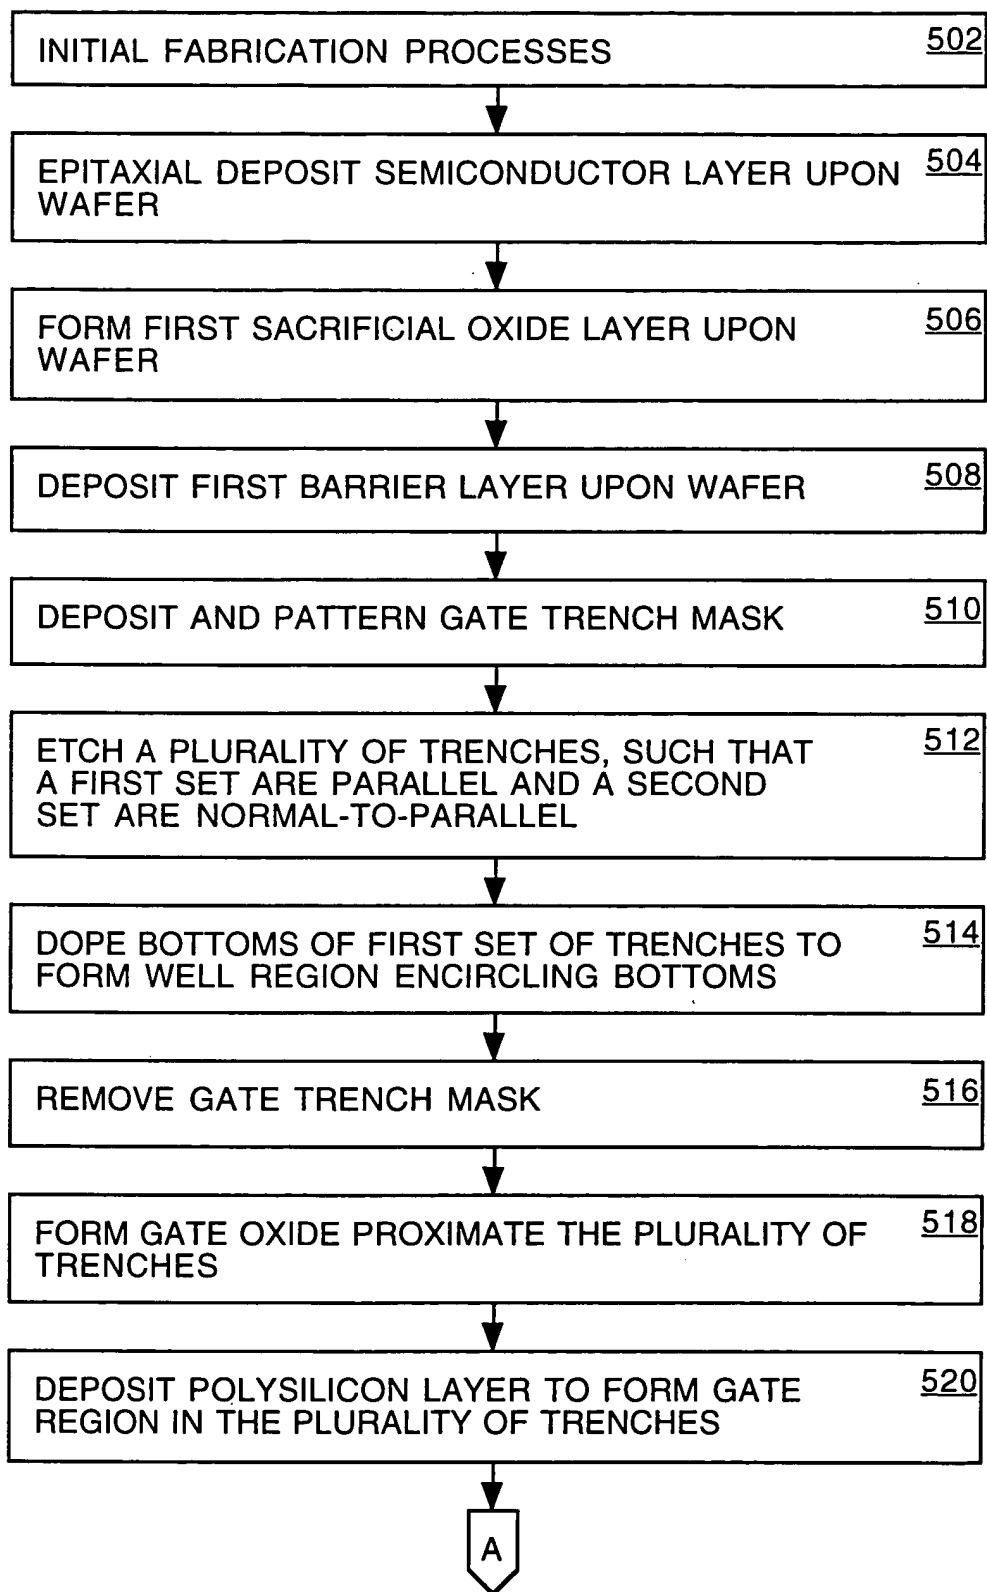 INITIAL FABRICATION PROCESSES 502
EPITAXIAL DEPOSIT SEMICONDUCTOR LAYER UPON 504
WAFER
FORM FIRST SACRIFICIAL OXIDE LAYER UPON 506
WAFER
DEPOSIT FIRST BARRIER LAYER UPON WAFER 508
DEPOSIT AND PATTERN GATE TRENCH MASK 510
ETCH A PLURALITY OF TRENCHES, SUCH THAT 512
A FIRST SET ARE PARALLEL AND A SECOND
SET ARE NORMAL-TO-PARALLEL
DOPE BOTTOMS OF FIRST SET OF TRENCHES TO 514
FORM WELL REGION ENCIRCLING BOTTOMS
REMOVE GATE TRENCH MASK 516
FORM GATE OXIDE PROXIMATE THE PLURALITY OF 518
TRENCHES
DEPOSIT POLYSILICON LAYER TO FORM GATE 520
REGION IN THE PLURALITY OF TRENCHES
A